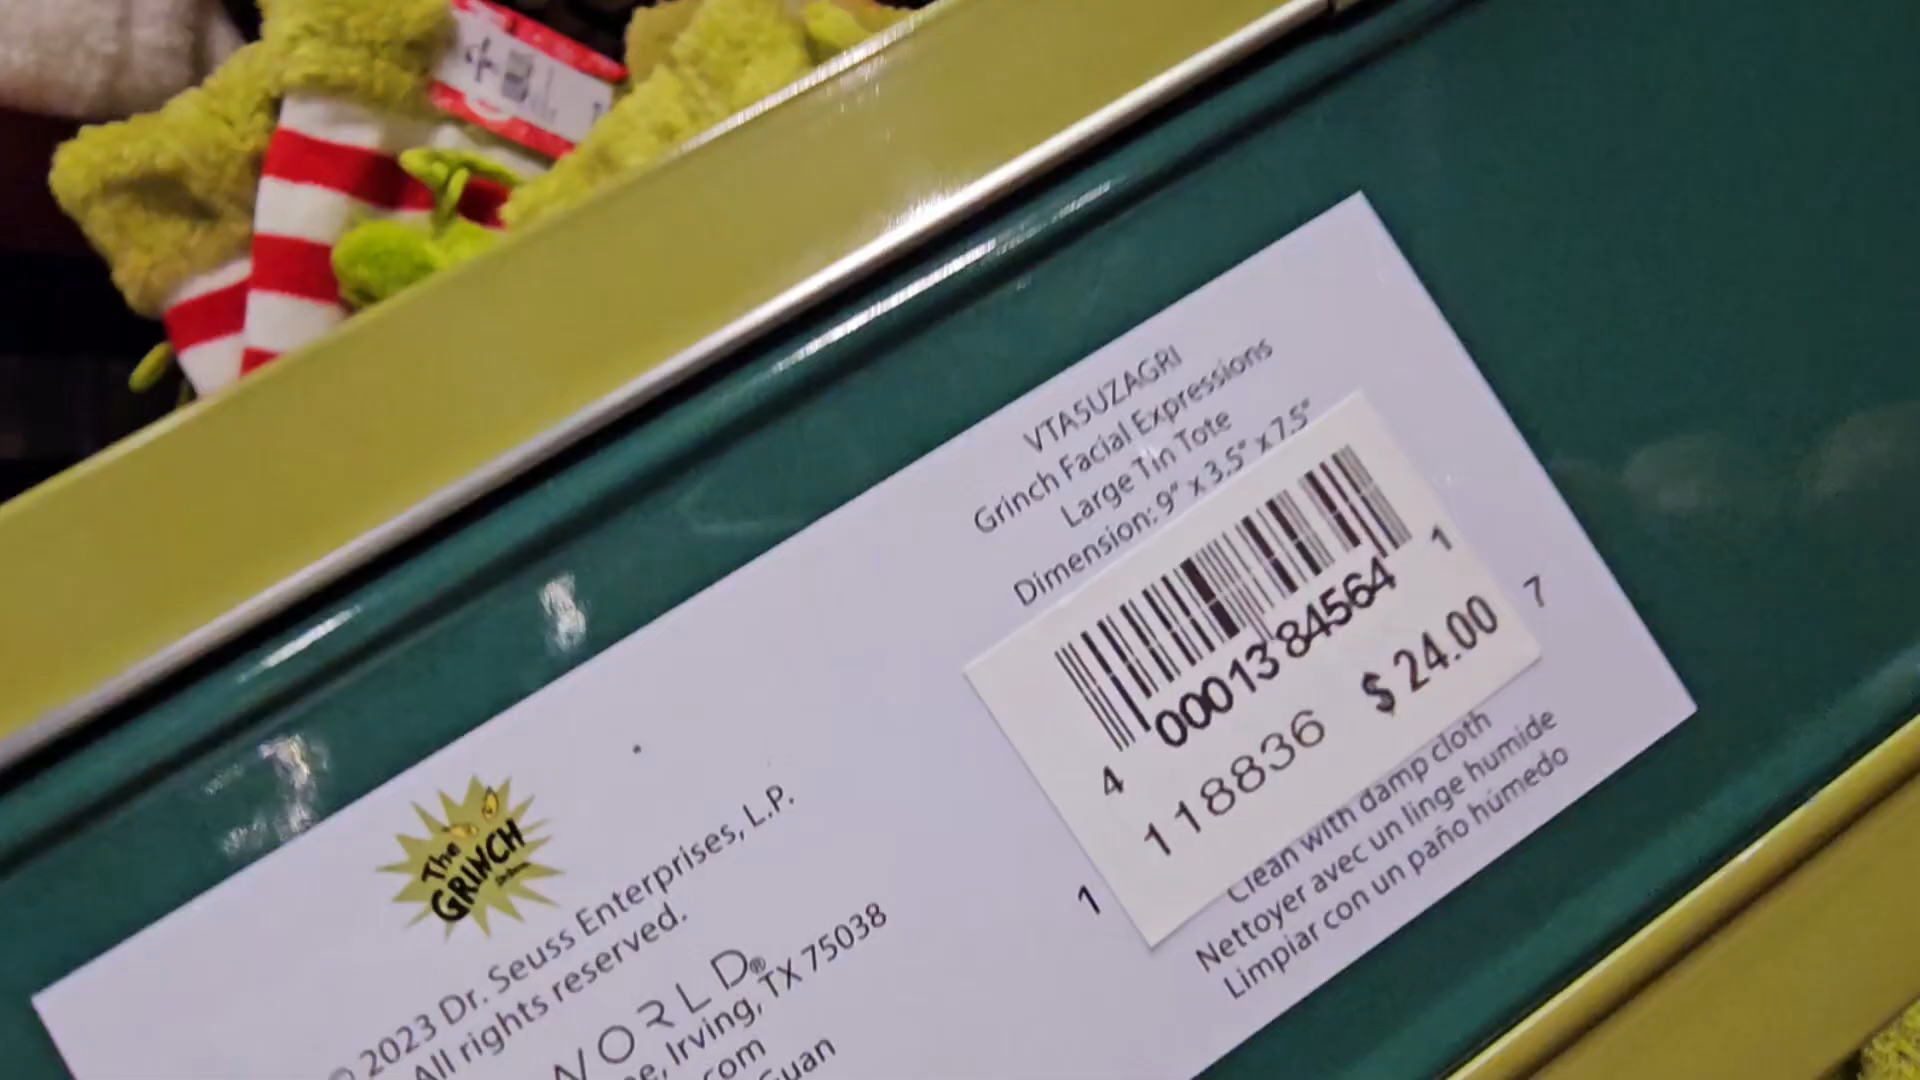 VTA5UZAGRI
Grinch Facial Expressions
Large Tin Tote
Dimension: 9" x 3.5" x 7.5"
4 00013 84564 1
118836 $ 24.00
1 7
Clean with damp cloth
Nettoyer avec un linge humide
Limpiar con un paño húmedo
The
GRINCH
© 2023 Dr. Seuss Enterprises, L.P.
All rights reserved.
WORLD®
Irving, TX 75038
.com